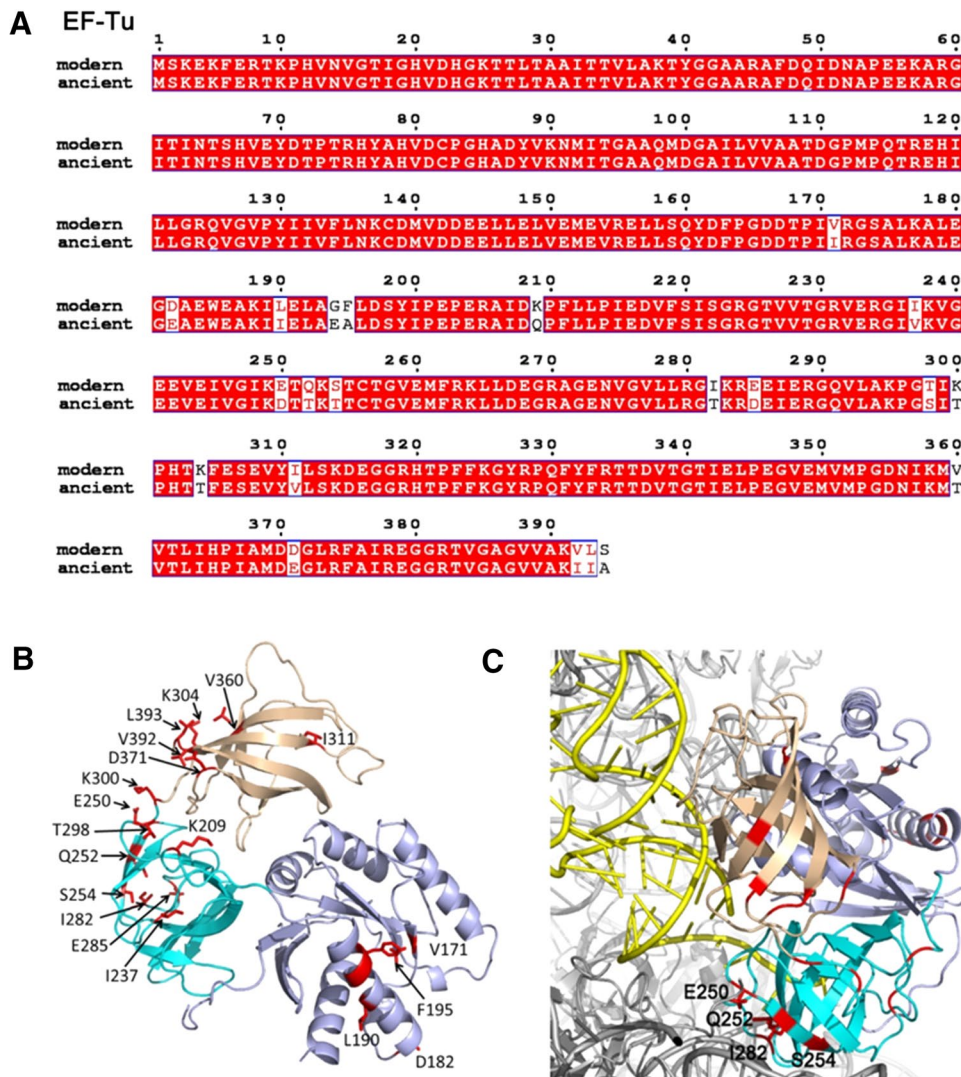 A EF-Tu
1 10 20 30 40 50 60
modern MSKEKFERTKPHVNVGTIGHVDHGKTTLTAAITTVLAKTYGGAARAFDQIDNAPEEKARG
ancient MSKEKFERTKPHVNVGTIGHVDHGKTTLTAAITTVLAKTYGGAARAFDQIDNAPEEKARG
70 80 90 100 110 120
modern ITINTSHVEYDTPTRHYAHVDCPGHADYVKNMITGAAQMDGAILVVAATDGPMPQTREHI
ancient ITINTSHVEYDTPTRHYAHVDCPGHADYVKNMITGAAQMDGAILVVAATDGPMPQTREHI
130 140 150 160 170 180
modern LLGRQVGVPYIIVFLNKCDMVDDEELLELVEMEVRELLSQYDFPGDDTPIVRGSALKALE
ancient LLGRQVGVPYIIVFLNKCDMVDDEELLELVEMEVRELLSQYDFPGDDTPIIRGSALKALE
190 200 210 220 230 240
modern GDAEWEAKILELAGFLDSYIPEPERAIDKPFLLPIEDVFSISGRGTVVTGRVERGIIKVG
ancient GEAEWEAKIIELAEALDSYIPEPERAIDQPFLLPIEDVFSISGRGTVVTGRVERGIVKVG
250 260 270 280 290 300
modern EEVEIVGIKETQKSTCTGVEMFRKLLDEGRAGENVGVLLRGIKREEIERGQVLAKPGTIK
ancient EEVEIVGIKDTTKTTCTGVEMFRKLLDEGRAGENVGVLLRGTKRDEIERGQVLAKPGSIT
310 320 330 340 350 360
modern PHTKFESEVYILSKDEGGRHTPFFKGYRPQFYFRTTDVTGTIELPEGVEMVMPGDNIKMV
ancient PHTTFESEVYVLSKDEGGRHTPFFKGYRPQFYFRTTDVTGTIELPEGVEMVMPGDNIKMT
370 380 390
modern VTLIHPIAMDDGLRFAIREGGRTVGAGVVAKVLS
ancient VTLIHPIAMDEGLRFAIREGGRTVGAGVVAKIIA
B
V360
K304
L393
V392
D371
I311
K300
E250
T298
K209
Q252
S254
I282
E285
I237
V171
F195
L190
D182
C
E250
Q252
I282
S254